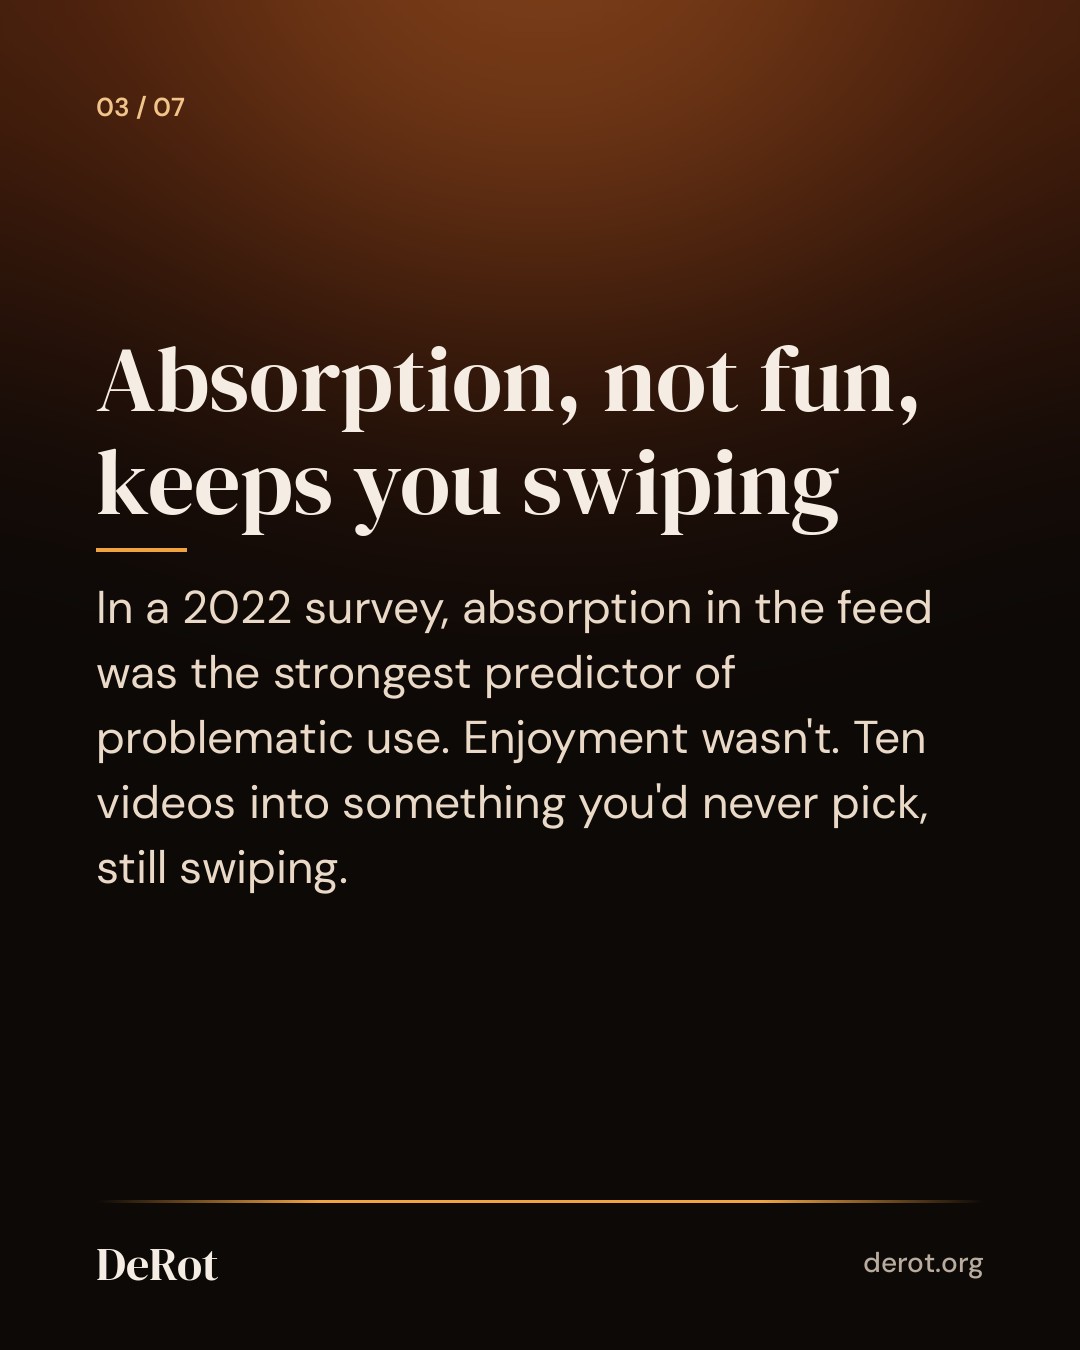 03 / 07
Absorption, not fun,
keeps you swiping
In a 2022 survey, absorption in the feed
was the strongest predictor of
problematic use. Enjoyment wasn't. Ten
videos into something you'd never pick,
still swiping.
DeRot
derot.org